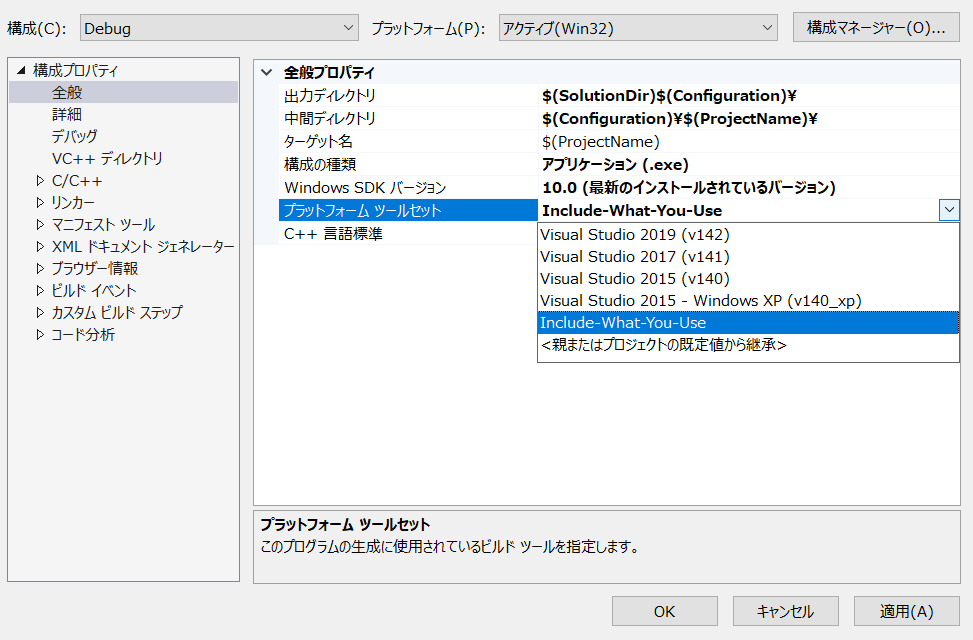 構成(C): Debug プラットフォーム(P): アクティブ(Win32) 構成マネージャー(O)...
構成プロパティ
全般
詳細
デバッグ
VC++ ディレクトリ
C/C++
リンカー
マニフェスト ツール
XML ドキュメント ジェネレーター
ブラウザー情報
ビルド イベント
カスタム ビルド ステップ
コード分析
全般プロパティ
出力ディレクトリ $(SolutionDir)$(Configuration)¥
中間ディレクトリ $(Configuration)¥$(ProjectName)¥
ターゲット名 $(ProjectName)
構成の種類 アプリケーション (.exe)
Windows SDK バージョン 10.0 (最新のインストールされているバージョン)
プラットフォーム ツールセット Include-What-You-Use
C++ 言語標準
Visual Studio 2019 (v142)
Visual Studio 2017 (v141)
Visual Studio 2015 (v140)
Visual Studio 2015 - Windows XP (v140_xp)
Include-What-You-Use
<親またはプロジェクトの既定値から継承>
プラットフォーム ツールセット
このプログラムの生成に使用されているビルド ツールを指定します。
OK キャンセル 適用(A)